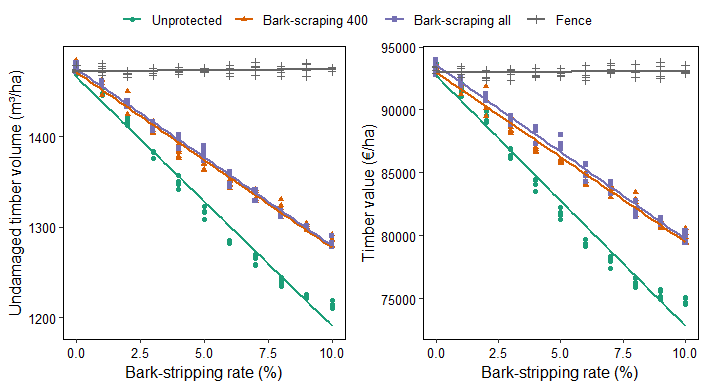 Unprotected Bark-scraping 400 Bark-scraping all Fence
Undamaged timber volume (m³/ha)
1400
1300
1200
0.0 2.5 5.0 7.5 10.0
Bark-stripping rate (%)
Timber value (€/ha)
95000
90000
85000
80000
75000
0.0 2.5 5.0 7.5 10.0
Bark-stripping rate (%)